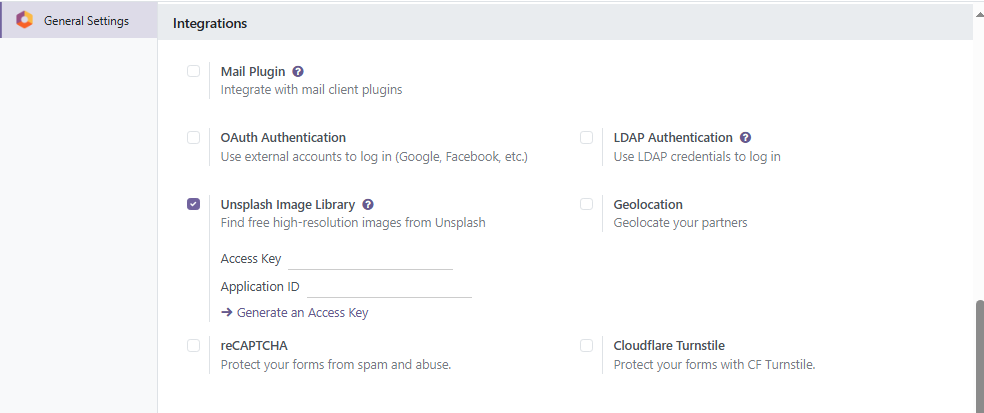 General Settings
Integrations
Mail Plugin ?
Integrate with mail client plugins
OAuth Authentication
Use external accounts to log in (Google, Facebook, etc.)
LDAP Authentication ?
Use LDAP credentials to log in
Unsplash Image Library ?
Find free high-resolution images from Unsplash
Geolocation
Geolocate your partners
Access Key
Application ID
→ Generate an Access Key
reCAPTCHA
Protect your forms from spam and abuse.
Cloudflare Turnstile
Protect your forms with CF Turnstile.